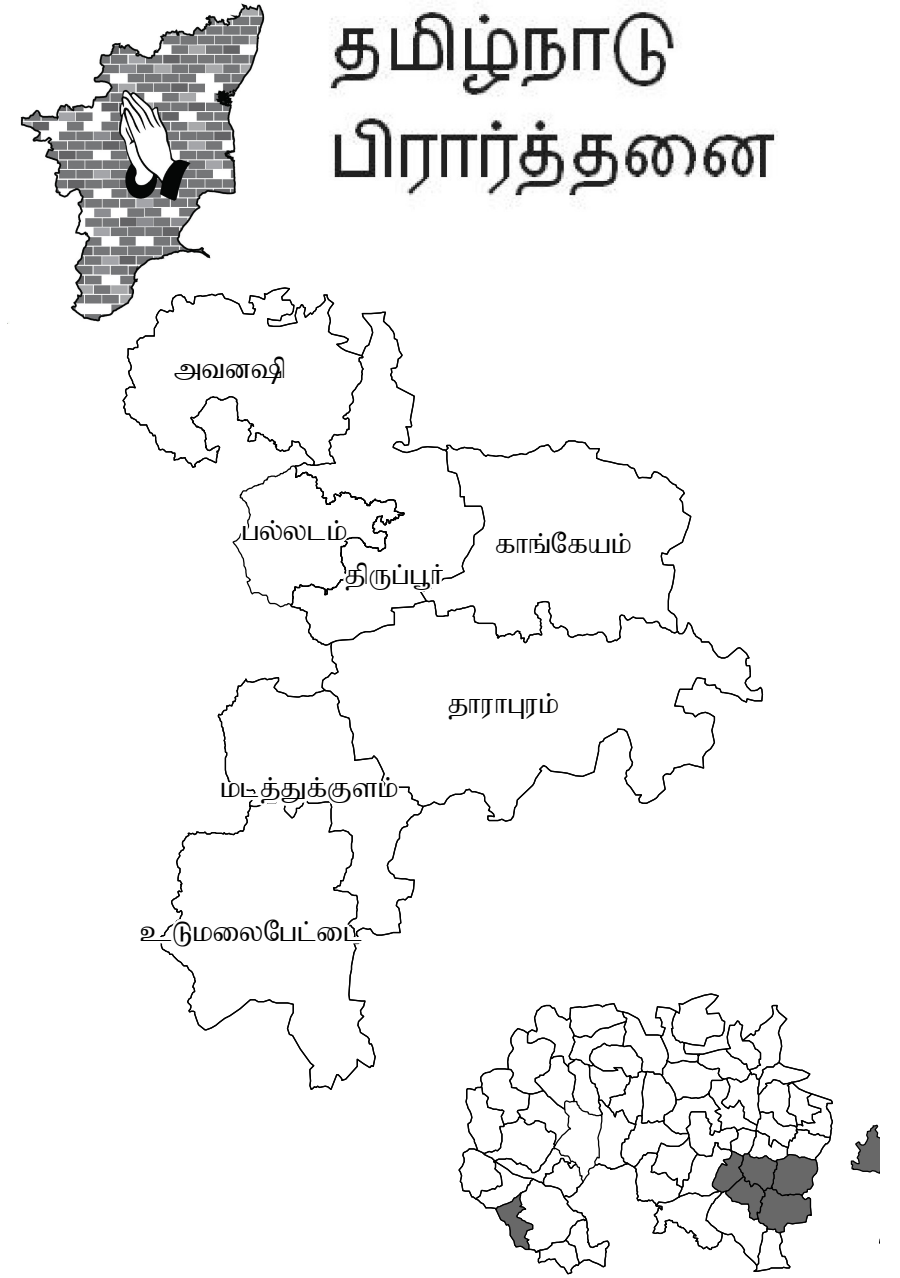 தமிழ்நாடு
பிரார்த்தனை
அவனஷி
பல்லடம்
காங்கேயம்
திருப்பூர்
தாராபுரம்
மடத்துக்குளம்
உடுமலைபேட்டை